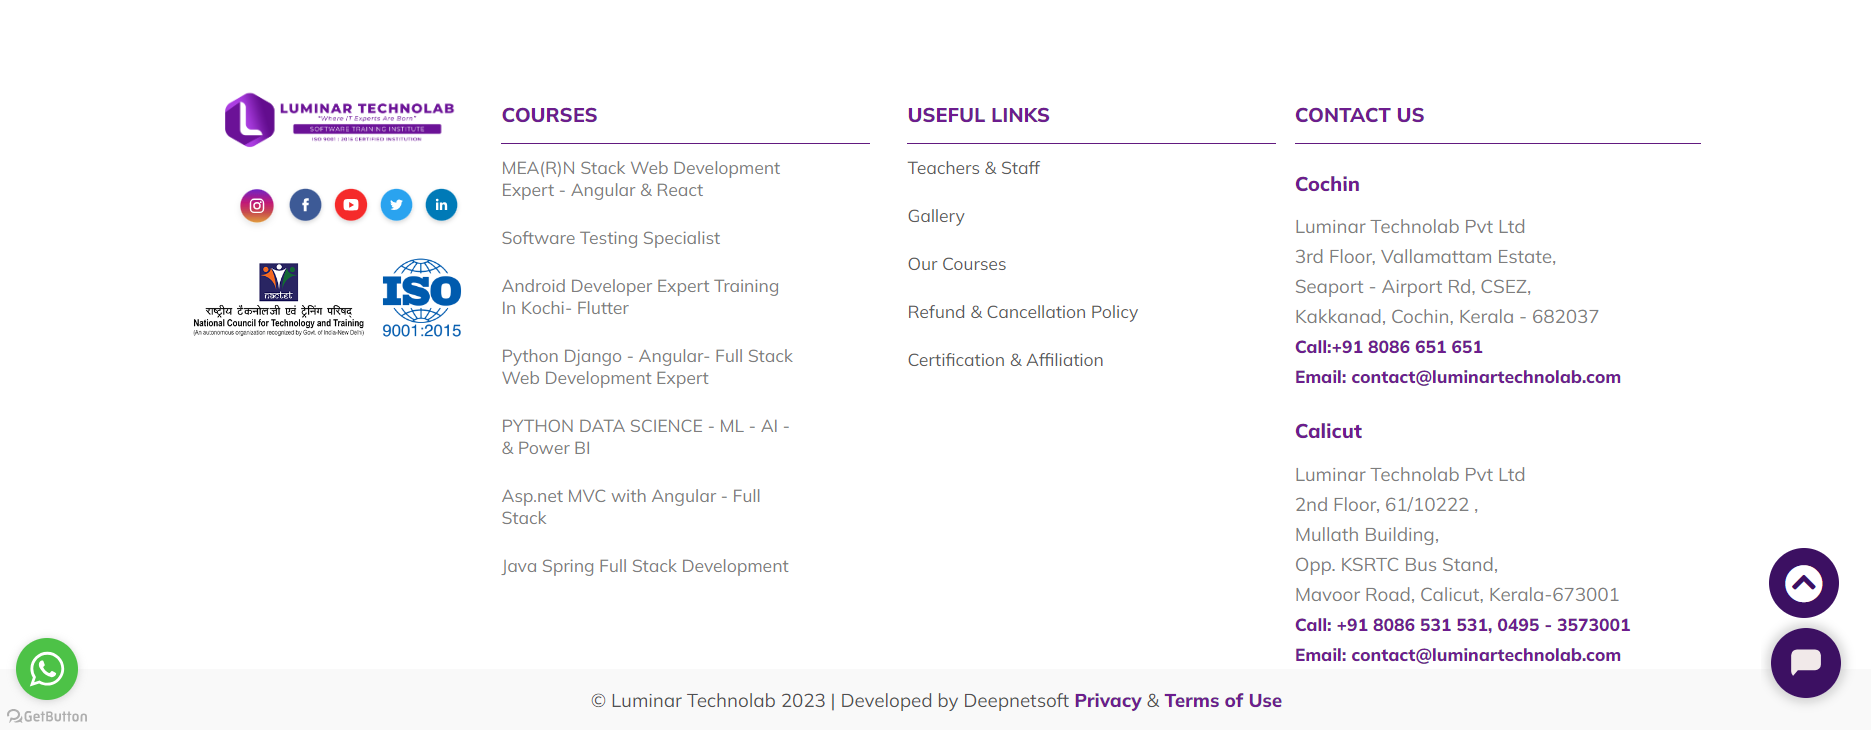 LUMINAR TECHNOLAB
"Where IT Experts Are Born"
SOFTWARE TRAINING INSTITUTE
ISO 9001 : 2015 CERTIFIED INSTITUTION
nactet
राष्ट्रीय टॅकनोलजी एवं ट्रेनिंग परिषद्
National Council for Technology and Training
(An autonomous organization recognized by Govt. of India-New Delhi)
ISO
9001:2015
COURSES
MEA(R)N Stack Web Development
Expert - Angular & React
Software Testing Specialist
Android Developer Expert Training
In Kochi- Flutter
Python Django - Angular- Full Stack
Web Development Expert
PYTHON DATA SCIENCE - ML - AI -
& Power BI
Asp.net MVC with Angular - Full
Stack
Java Spring Full Stack Development
USEFUL LINKS
Teachers & Staff
Gallery
Our Courses
Refund & Cancellation Policy
Certification & Affiliation
CONTACT US
Cochin
Luminar Technolab Pvt Ltd
3rd Floor, Vallamattam Estate,
Seaport - Airport Rd, CSEZ,
Kakkanad, Cochin, Kerala - 682037
Call:+91 8086 651 651
Email: contact@luminartechnolab.com
Calicut
Luminar Technolab Pvt Ltd
2nd Floor, 61/10222 ,
Mullath Building,
Opp. KSRTC Bus Stand,
Mavoor Road, Calicut, Kerala-673001
Call: +91 8086 531 531, 0495 - 3573001
Email: contact@luminartechnolab.com
GetButton
© Luminar Technolab 2023 | Developed by Deepnetsoft Privacy & Terms of Use